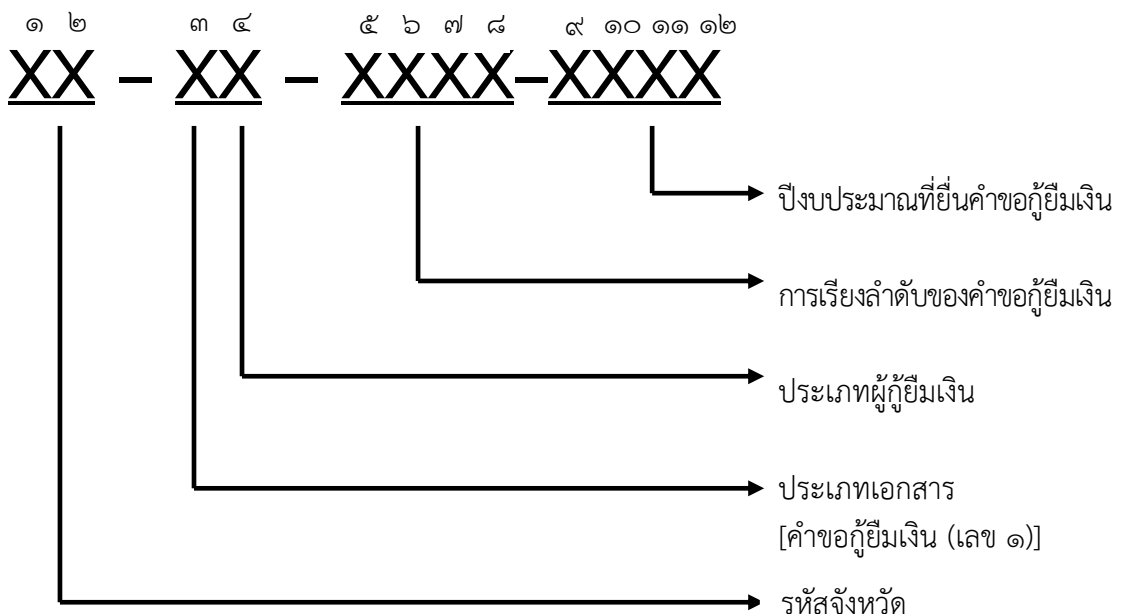 ๑ ๒ ๓ ๔ ๕ ๖ ๗ ๘ ๙ ๑๐ ๑๑ ๑๒
XX – XX – XXXX–XXXX
ปีงบประมาณที่ยื่นคำขอกู้ยืมเงิน
การเรียงลำดับของคำขอกู้ยืมเงิน
ประเภทผู้กู้ยืมเงิน
ประเภทเอกสาร
[คำขอกู้ยืมเงิน (เลข ๑)]
รหัสจังหวัด